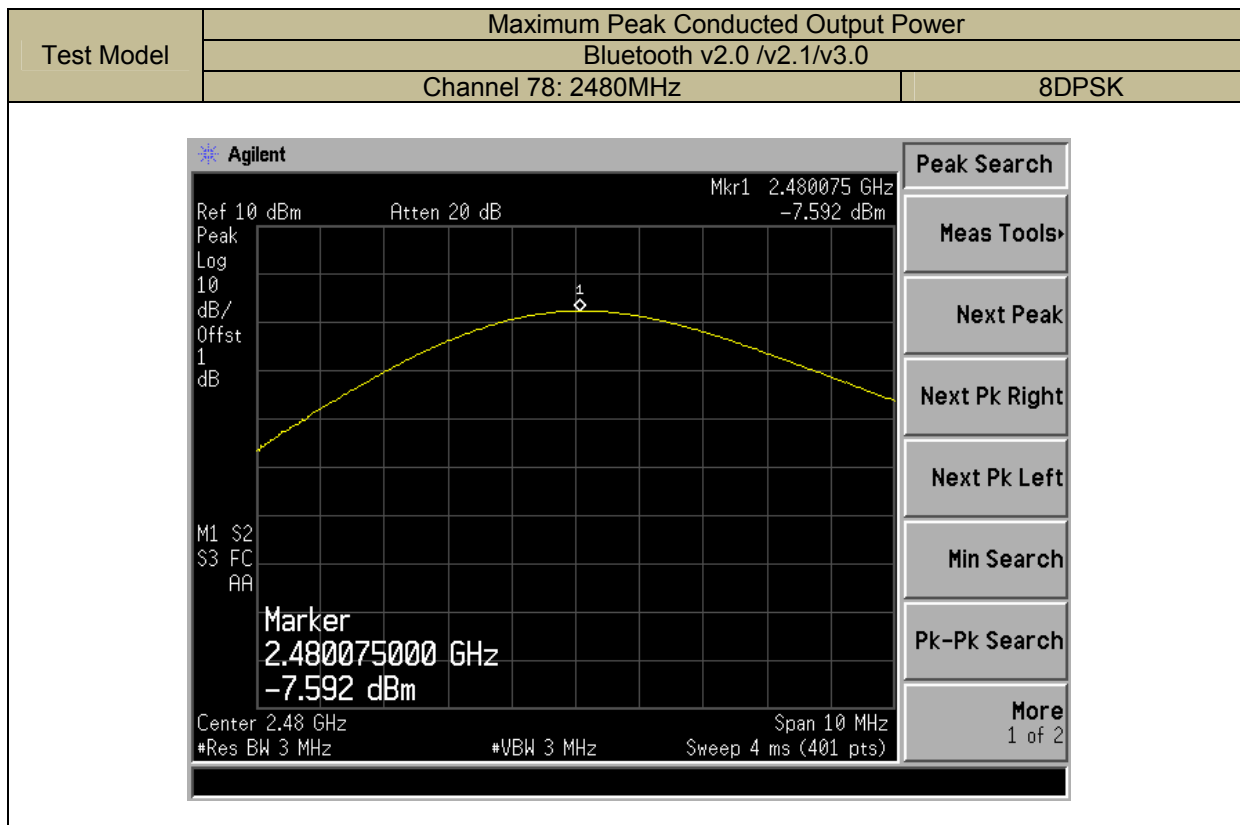 Test Model
Maximum Peak Conducted Output Power
Bluetooth v2.0 /v2.1/v3.0
Channel 78: 2480MHz 8DPSK
Agilent
Peak Search
Mkr1 2.480075 GHz
Ref 10 dBm Atten 20 dB -7.592 dBm
Peak
Log
10
dB/
Offst
1
dB
1
M1 S2
S3 FC
AA
Marker
2.480075000 GHz
-7.592 dBm
Center 2.48 GHz Span 10 MHz
#Res BW 3 MHz #VBW 3 MHz Sweep 4 ms (401 pts)
Meas Tools
Next Peak
Next Pk Right
Next Pk Left
Min Search
Pk-Pk Search
More
1 of 2